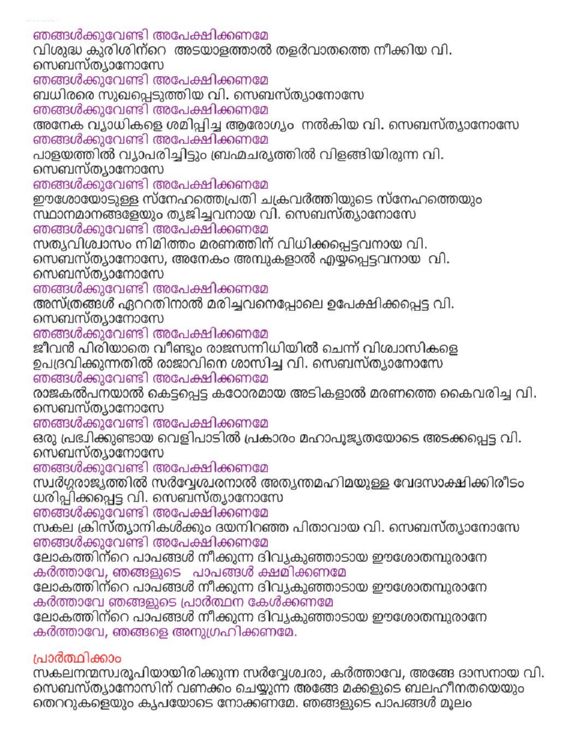 ഞങ്ങൾക്കുവേണ്ടി അപേക്ഷിക്കണമേ
വിശുദ്ധ കുരിശിന്റെ അടയാളത്താൽ തളർവാതത്തെ നീക്കിയ വി.
സെബസ്ത്യാനോസേ
ഞങ്ങൾക്കുവേണ്ടി അപേക്ഷിക്കണമേ
ബധിരരെ സുഖപ്പെടുത്തിയ വി. സെബസ്ത്യാനോസേ
ഞങ്ങൾക്കുവേണ്ടി അപേക്ഷിക്കണമേ
അനേക വ്യാധികളെ ശമിപ്പിച്ച ആരോഗ്യം നൽകിയ വി. സെബസ്ത്യാനോസേ
ഞങ്ങൾക്കുവേണ്ടി അപേക്ഷിക്കണമേ
പാളയത്തിൽ വ്യാപരിച്ചിട്ടും ബ്രഹ്മചര്യത്തിൽ വിളങ്ങിയിരുന്ന വി.
സെബസ്ത്യാനോസേ
ഞങ്ങൾക്കുവേണ്ടി അപേക്ഷിക്കണമേ
ഈശോയോടുള്ള സ്നേഹത്തെപ്രതി ചക്രവർത്തിയുടെ സ്നേഹത്തെയും
സ്ഥാനമാനങ്ങളേയും ത്യജിച്ചവനായ വി. സെബസ്ത്യാനോസേ
ഞങ്ങൾക്കുവേണ്ടി അപേക്ഷിക്കണമേ
സത്യവിശ്വാസം നിമിത്തം മരണത്തിന് വിധിക്കപ്പെട്ടവനായ വി.
സെബസ്ത്യാനോസേ, അനേകം അമ്പുകളാൽ എയ്യപ്പെട്ടവനായ വി.
സെബസ്ത്യാനോസേ
ഞങ്ങൾക്കുവേണ്ടി അപേക്ഷിക്കണമേ
അസ്ത്രങ്ങൾ ഏററതിനാൽ മരിച്ചവനെപ്പോലെ ഉപേക്ഷിക്കപ്പെട്ട വി.
സെബസ്ത്യാനോസേ
ഞങ്ങൾക്കുവേണ്ടി അപേക്ഷിക്കണമേ
ജീവൻ പിരിയാതെ വീണ്ടും രാജസന്നിധിയിൽ ചെന്ന് വിശ്വാസികളെ
ഉപദ്രവിക്കുന്നതിൽ രാജാവിനെ ശാസിച്ച വി. സെബസ്ത്യാനോസേ
ഞങ്ങൾക്കുവേണ്ടി അപേക്ഷിക്കണമേ
രാജകൽപനയാൽ കെട്ടപ്പെട്ട കഠോരമായ അടികളാൽ മരണത്തെ കൈവരിച്ച വി.
സെബസ്ത്യാനോസേ
ഞങ്ങൾക്കുവേണ്ടി അപേക്ഷിക്കണമേ
ഒരു പ്രഭ്വിക്കുണ്ടായ വെളിപാടിൽ പ്രകാരം മഹാപൂജ്യതയോടെ അടക്കപ്പെട്ട വി.
സെബസ്ത്യാനോസേ
ഞങ്ങൾക്കുവേണ്ടി അപേക്ഷിക്കണമേ
സ്വർഗ്ഗരാജ്യത്തിൽ സർവ്വേശ്വരനാൽ അത്യന്തമഹിമയുള്ള വേദസാക്ഷിക്കിരീടം
ധരിപ്പിക്കപ്പെട്ട വി. സെബസ്ത്യാനോസേ
ഞങ്ങൾക്കുവേണ്ടി അപേക്ഷിക്കണമേ
സകല ക്രിസ്ത്യാനികൾക്കും ദയനിറഞ്ഞ പിതാവായ വി. സെബസ്ത്യാനോസേ
ഞങ്ങൾക്കുവേണ്ടി അപേക്ഷിക്കണമേ
ലോകത്തിന്റെ പാപങ്ങൾ നീക്കുന്ന ദിവ്യകുഞ്ഞാടായ ഈശോതമ്പുരാനേ
കർത്താവേ, ഞങ്ങളുടെ പാപങ്ങൾ ക്ഷമിക്കണമേ
ലോകത്തിന്റെ പാപങ്ങൾ നീക്കുന്ന ദിവ്യകുഞ്ഞാടായ ഈശോതമ്പുരാനേ
കർത്താവേ ഞങ്ങളുടെ പ്രാർത്ഥന കേൾക്കണമേ
ലോകത്തിന്റെ പാപങ്ങൾ നീക്കുന്ന ദിവ്യകുഞ്ഞാടായ ഈശോതമ്പുരാനേ
കർത്താവേ, ഞങ്ങളെ അനുഗ്രഹിക്കണമേ.
പ്രാർത്ഥിക്കാം
സകലനന്മസ്വരൂപിയായിരിക്കുന്ന സർവ്വേശ്വരാ, കർത്താവേ, അങ്ങേ ദാസനായ വി.
സെബസ്ത്യാനോസിന് വണക്കം ചെയ്യുന്ന അങ്ങേ മക്കളുടെ ബലഹീനതയെയും
തെററുകളെയും കൃപയോടെ നോക്കണമേ. ഞങ്ങളുടെ പാപങ്ങൾ മൂലം